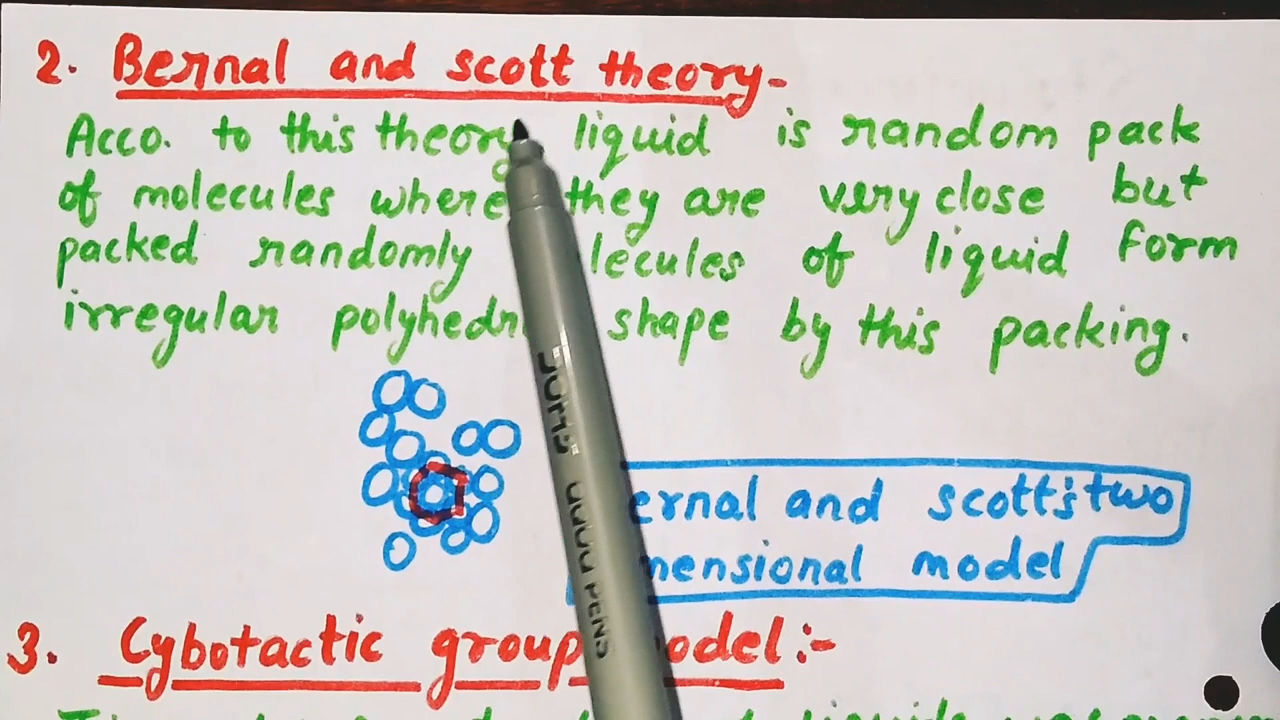 2. Bernal and scott theory-
Acco. to this theory liquid is random pack
of molecules where they are very close but
packed randomly lecules of liquid form
irregular polyhedr shape by this packing.
ernal and scott's two
mensional model
3. Cybotactic group odel:-